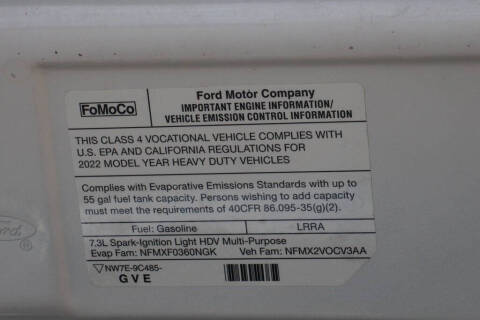 FoMoCo
Ford Motor Company
IMPORTANT ENGINE INFORMATION/
VEHICLE EMISSION CONTROL INFORMATION
THIS CLASS 4 VOCATIONAL VEHICLE COMPLIES WITH
U.S. EPA AND CALIFORNIA REGULATIONS FOR
2022 MODEL YEAR HEAVY DUTY VEHICLES
Complies with Evaporative Emissions Standards with up to
55 gal fuel tank capacity. Persons wishing to add capacity
must meet the requirements of 40CFR 86.095-35(g)(2).
Fuel: Gasoline LRRA
7.3L Spark-Ignition Light HDV Multi-Purpose
Evap Fam: NFMXF0360NGK Veh Fam: NFMX2VOCV3AA
NW7E-9C485-
GVE
Ford
®